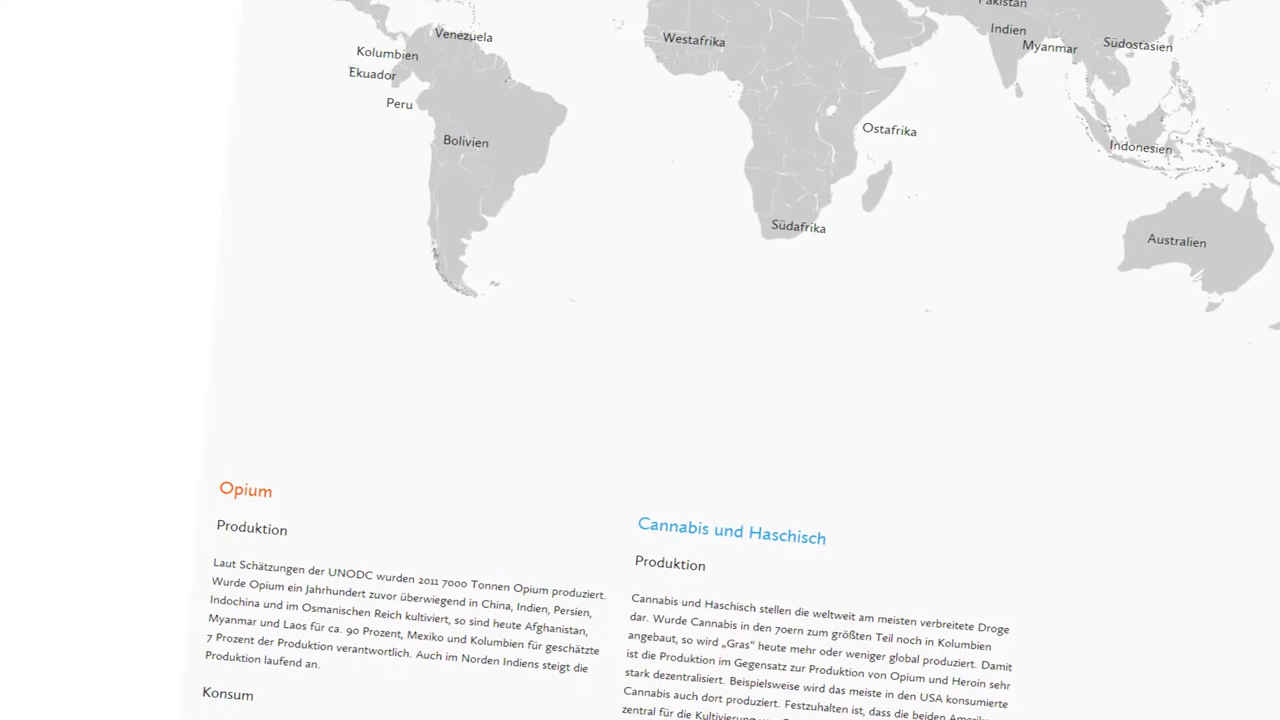 Pakistan
Venezuela
Westafrika
Indien
Myanmar
Südostasien
Kolumbien
Ekuador
Peru
Ostafrika
Bolivien
Indonesien
Südafrika
Australien
Opium
Produktion
Laut Schätzungen der UNODC wurden 2011 7000 Tonnen Opium produziert.
Wurde Opium ein Jahrhundert zuvor überwiegend in China, Indien, Persien,
Indochina und im Osmanischen Reich kultiviert, so sind heute Afghanistan,
Myanmar und Laos für ca. 90 Prozent, Mexiko und Kolumbien für geschätzte
7 Prozent der Produktion verantwortlich. Auch im Norden Indiens steigt die
Produktion laufend an.
Konsum
Cannabis und Haschisch
Produktion
Cannabis und Haschisch stellen die weltweit am meisten verbreitete Droge
dar. Wurde Cannabis in den 70ern zum größten Teil noch in Kolumbien
angebaut, so wird „Gras“ heute mehr oder weniger global produziert. Damit
ist die Produktion im Gegensatz zur Produktion von Opium und Heroin sehr
stark dezentralisiert. Beispielsweise wird das meiste in den USA konsumierte
Cannabis auch dort produziert. Festzuhalten ist, dass die beiden
zentral für die Kultivierung